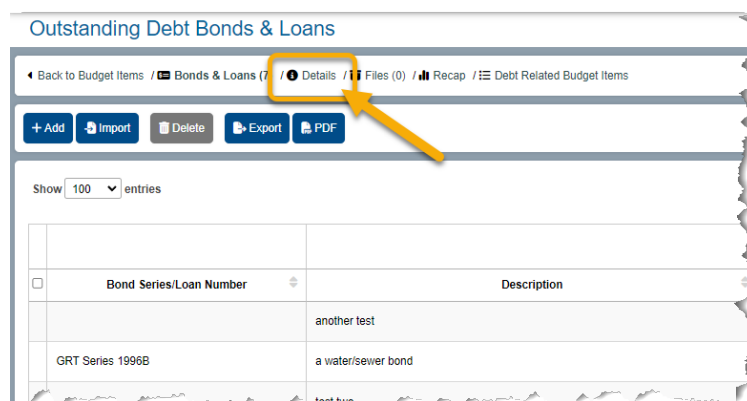 Outstanding Debt Bonds & Loans
Back to Budget Items / Bonds & Loans (7 / Details / Files (0) / Recap / Debt Related Budget Items
+ Add Import Delete Export PDF
Show 100 entries
Bond Series/Loan Number Description
another test
GRT Series 1996B a water/sewer bond
test two